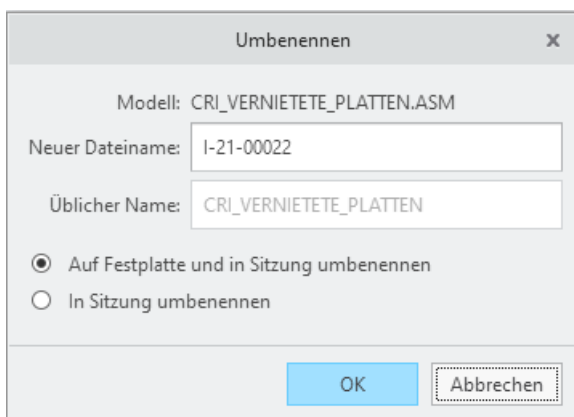 Umbenennen
Modell: CRI_VERNIETETE_PLATTEN.ASM
Neuer Dateiname: I-21-00022
Üblicher Name: CRI_VERNIETETE_PLATTEN
Auf Festplatte und in Sitzung umbenennen
In Sitzung umbenennen
OK Abbrechen